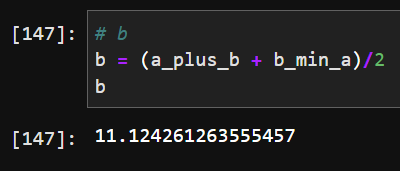 [147]: # b
b = (a_plus_b + b_min_a)/2
b
[147]: 11.124261263555457